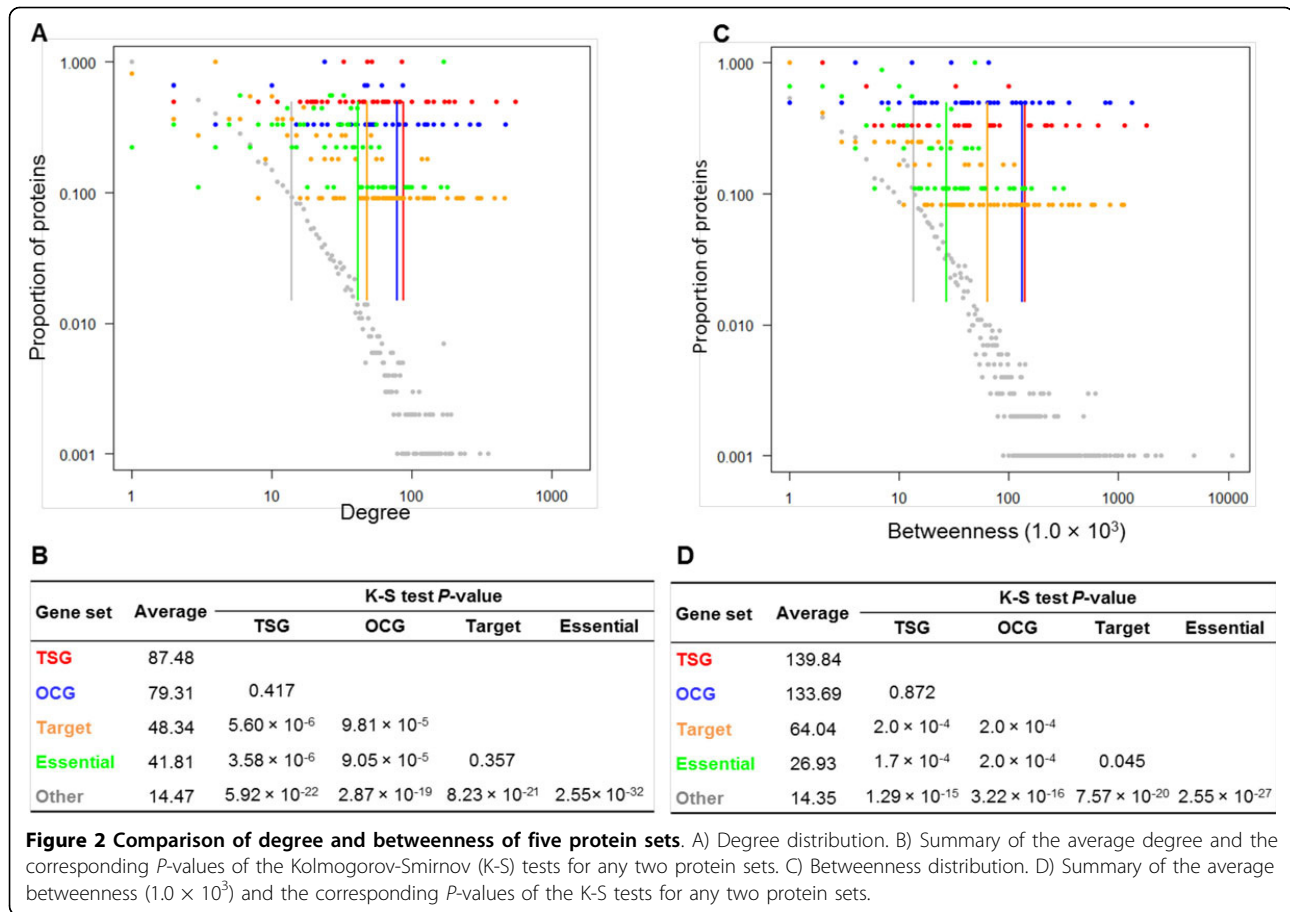 A
1.000
0.100
0.010
0.001
Proportion of proteins
1 10 100 1000
Degree
C
1.000
0.100
0.010
0.001
Proportion of proteins
1 10 100 1000 10000
Betweenness (1.0 × 10³)
B
Gene set Average K-S test P-value
TSG OCG Target Essential
TSG 87.48
OCG 79.31 0.417
Target 48.34 5.60 × 10⁻⁶ 9.81 × 10⁻⁵
Essential 41.81 3.58 × 10⁻⁶ 9.05 × 10⁻⁵ 0.357
Other 14.47 5.92 × 10⁻²² 2.87 × 10⁻¹⁹ 8.23 × 10⁻²¹ 2.55× 10⁻³²
D
Gene set Average K-S test P-value
TSG OCG Target Essential
TSG 139.84
OCG 133.69 0.872
Target 64.04 2.0 × 10⁻⁴ 2.0 × 10⁻⁴
Essential 26.93 1.7 × 10⁻⁴ 2.0 × 10⁻⁴ 0.045
Other 14.35 1.29 × 10⁻¹⁵ 3.22 × 10⁻¹⁶ 7.57 × 10⁻²⁰ 2.55 × 10⁻²⁷
Figure 2 Comparison of degree and betweenness of five protein sets. A) Degree distribution. B) Summary of the average degree and the
corresponding P-values of the Kolmogorov-Smirnov (K-S) tests for any two protein sets. C) Betweenness distribution. D) Summary of the average
betweenness (1.0 × 10³) and the corresponding P-values of the K-S tests for any two protein sets.